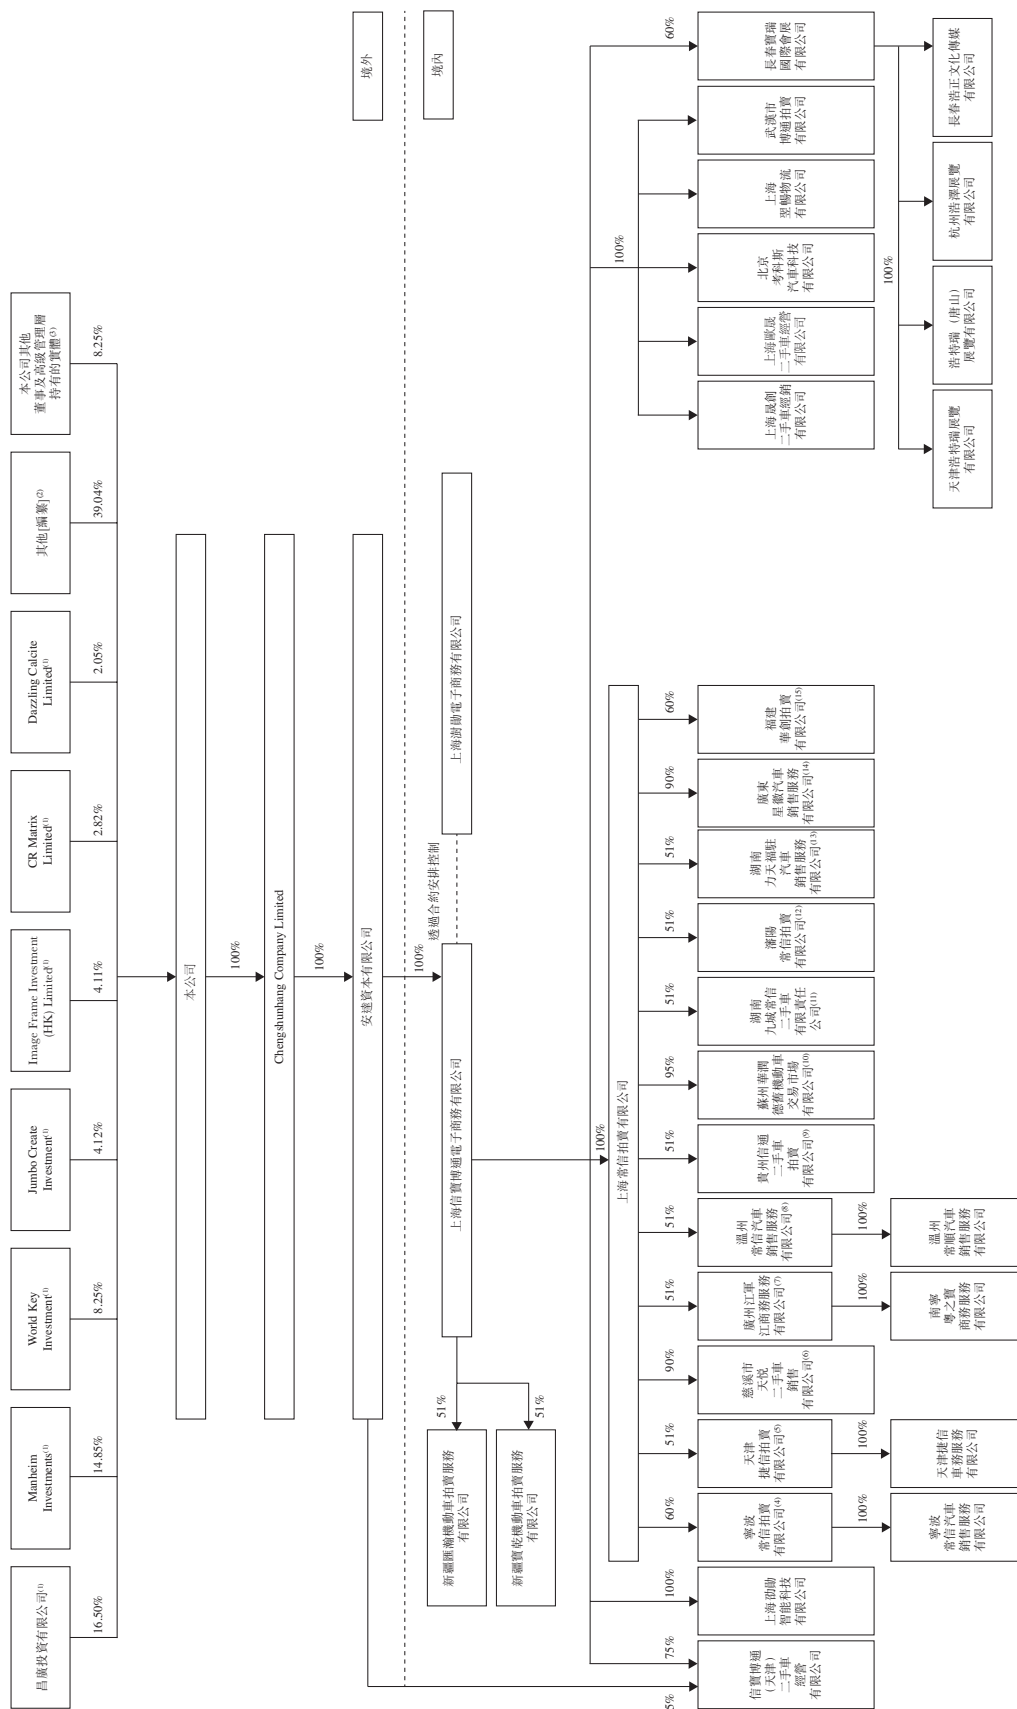 昌廣投資有限公司(1)
16.50%
Manheim
Investments(1)
14.85%
World Key
Investment(1)
8.25%
Jumbo Create
Investment(1)
4.12%
Image Frame Investment
(HK) Limited(1)
4.11%
CR Matrix
Limited(1)
2.82%
Dazzling Calcite
Limited(1)
2.05%
其他[編纂](2)
39.04%
本公司其他
董事及高級管理層
持有的實體(3)
8.25%
本公司
100%
Chengshunhang Company Limited
100%
安達資本有限公司
100%
境外
境內
上海信寶博通電子商務有限公司
透過合約安排控制
上海澍勛電子商務有限公司
51%
新疆匯瀚機動車拍賣服務
有限公司
51%
新疆寶乾機動車拍賣服務
有限公司
100%
上海常信拍賣有限公司
5%
75%
信寶博通
(天津)
二手車
經營
有限公司
100%
上海劭勛
智能科技
有限公司
60%
寧波
常信拍賣
有限公司(4)
100%
寧波
常信汽車
銷售服務
有限公司
51%
天津
捷信拍賣
有限公司(5)
100%
天津捷信
車務服務
有限公司
90%
慈溪市
天悅
二手車
銷售
有限公司(6)
51%
廣州江軍
江商務服務
有限公司(7)
100%
南寧
粵之寶
商務服務
有限公司
51%
溫州
常信汽車
銷售服務
有限公司(8)
100%
溫州
常順汽車
銷售服務
有限公司
51%
貴州信通
二手車
拍賣
有限公司(9)
95%
蘇州華潤
德舊機動車
交易市場
有限公司(10)
51%
湖南
九城常信
二手車
有限責任
公司(11)
51%
瀋陽
常信拍賣
有限公司(12)
51%
湖南
力天福駐
汽車
銷售服務
有限公司(13)
90%
廣東
星徽汽車
銷售服務
有限公司(14)
60%
福建
華創拍賣
有限公司(15)
100%
上海晟創
二手車經銷
有限公司
上海歐晟
二手車經營
有限公司
北京
考科斯
汽車科技
有限公司
上海
翌暢物流
有限公司
武漢市
博通拍賣
有限公司
60%
長春寶瑞
國際會展
有限公司
100%
天津浩特瑞展覽
有限公司
浩特瑞(唐山)
展覽有限公司
杭州浩澤展覽
有限公司
長春浩正文化傳媒
有限公司